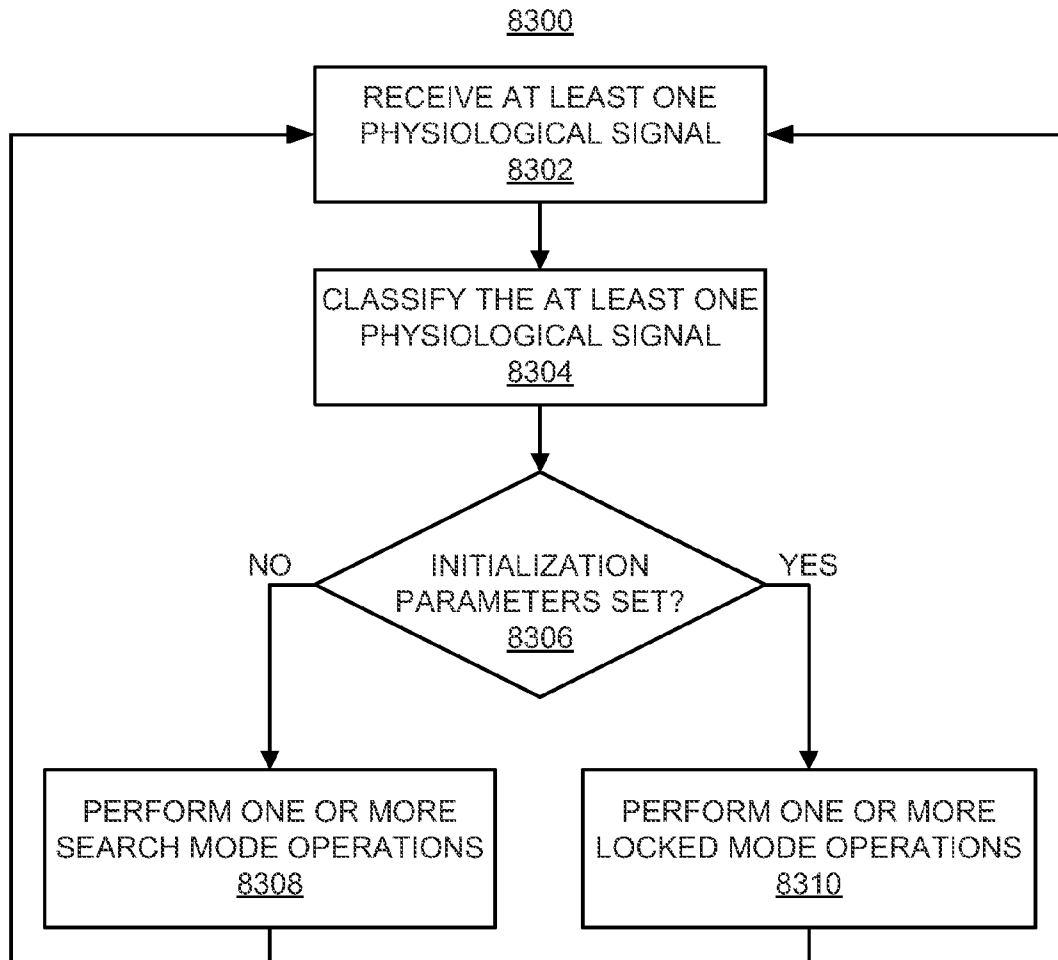 8300
RECEIVE AT LEAST ONE
PHYSIOLOGICAL SIGNAL
8302
CLASSIFY THE AT LEAST ONE
PHYSIOLOGICAL SIGNAL
8304
NO
YES
INITIALIZATION
PARAMETERS SET?
8306
PERFORM ONE OR MORE
SEARCH MODE OPERATIONS
8308
PERFORM ONE OR MORE
LOCKED MODE OPERATIONS
8310